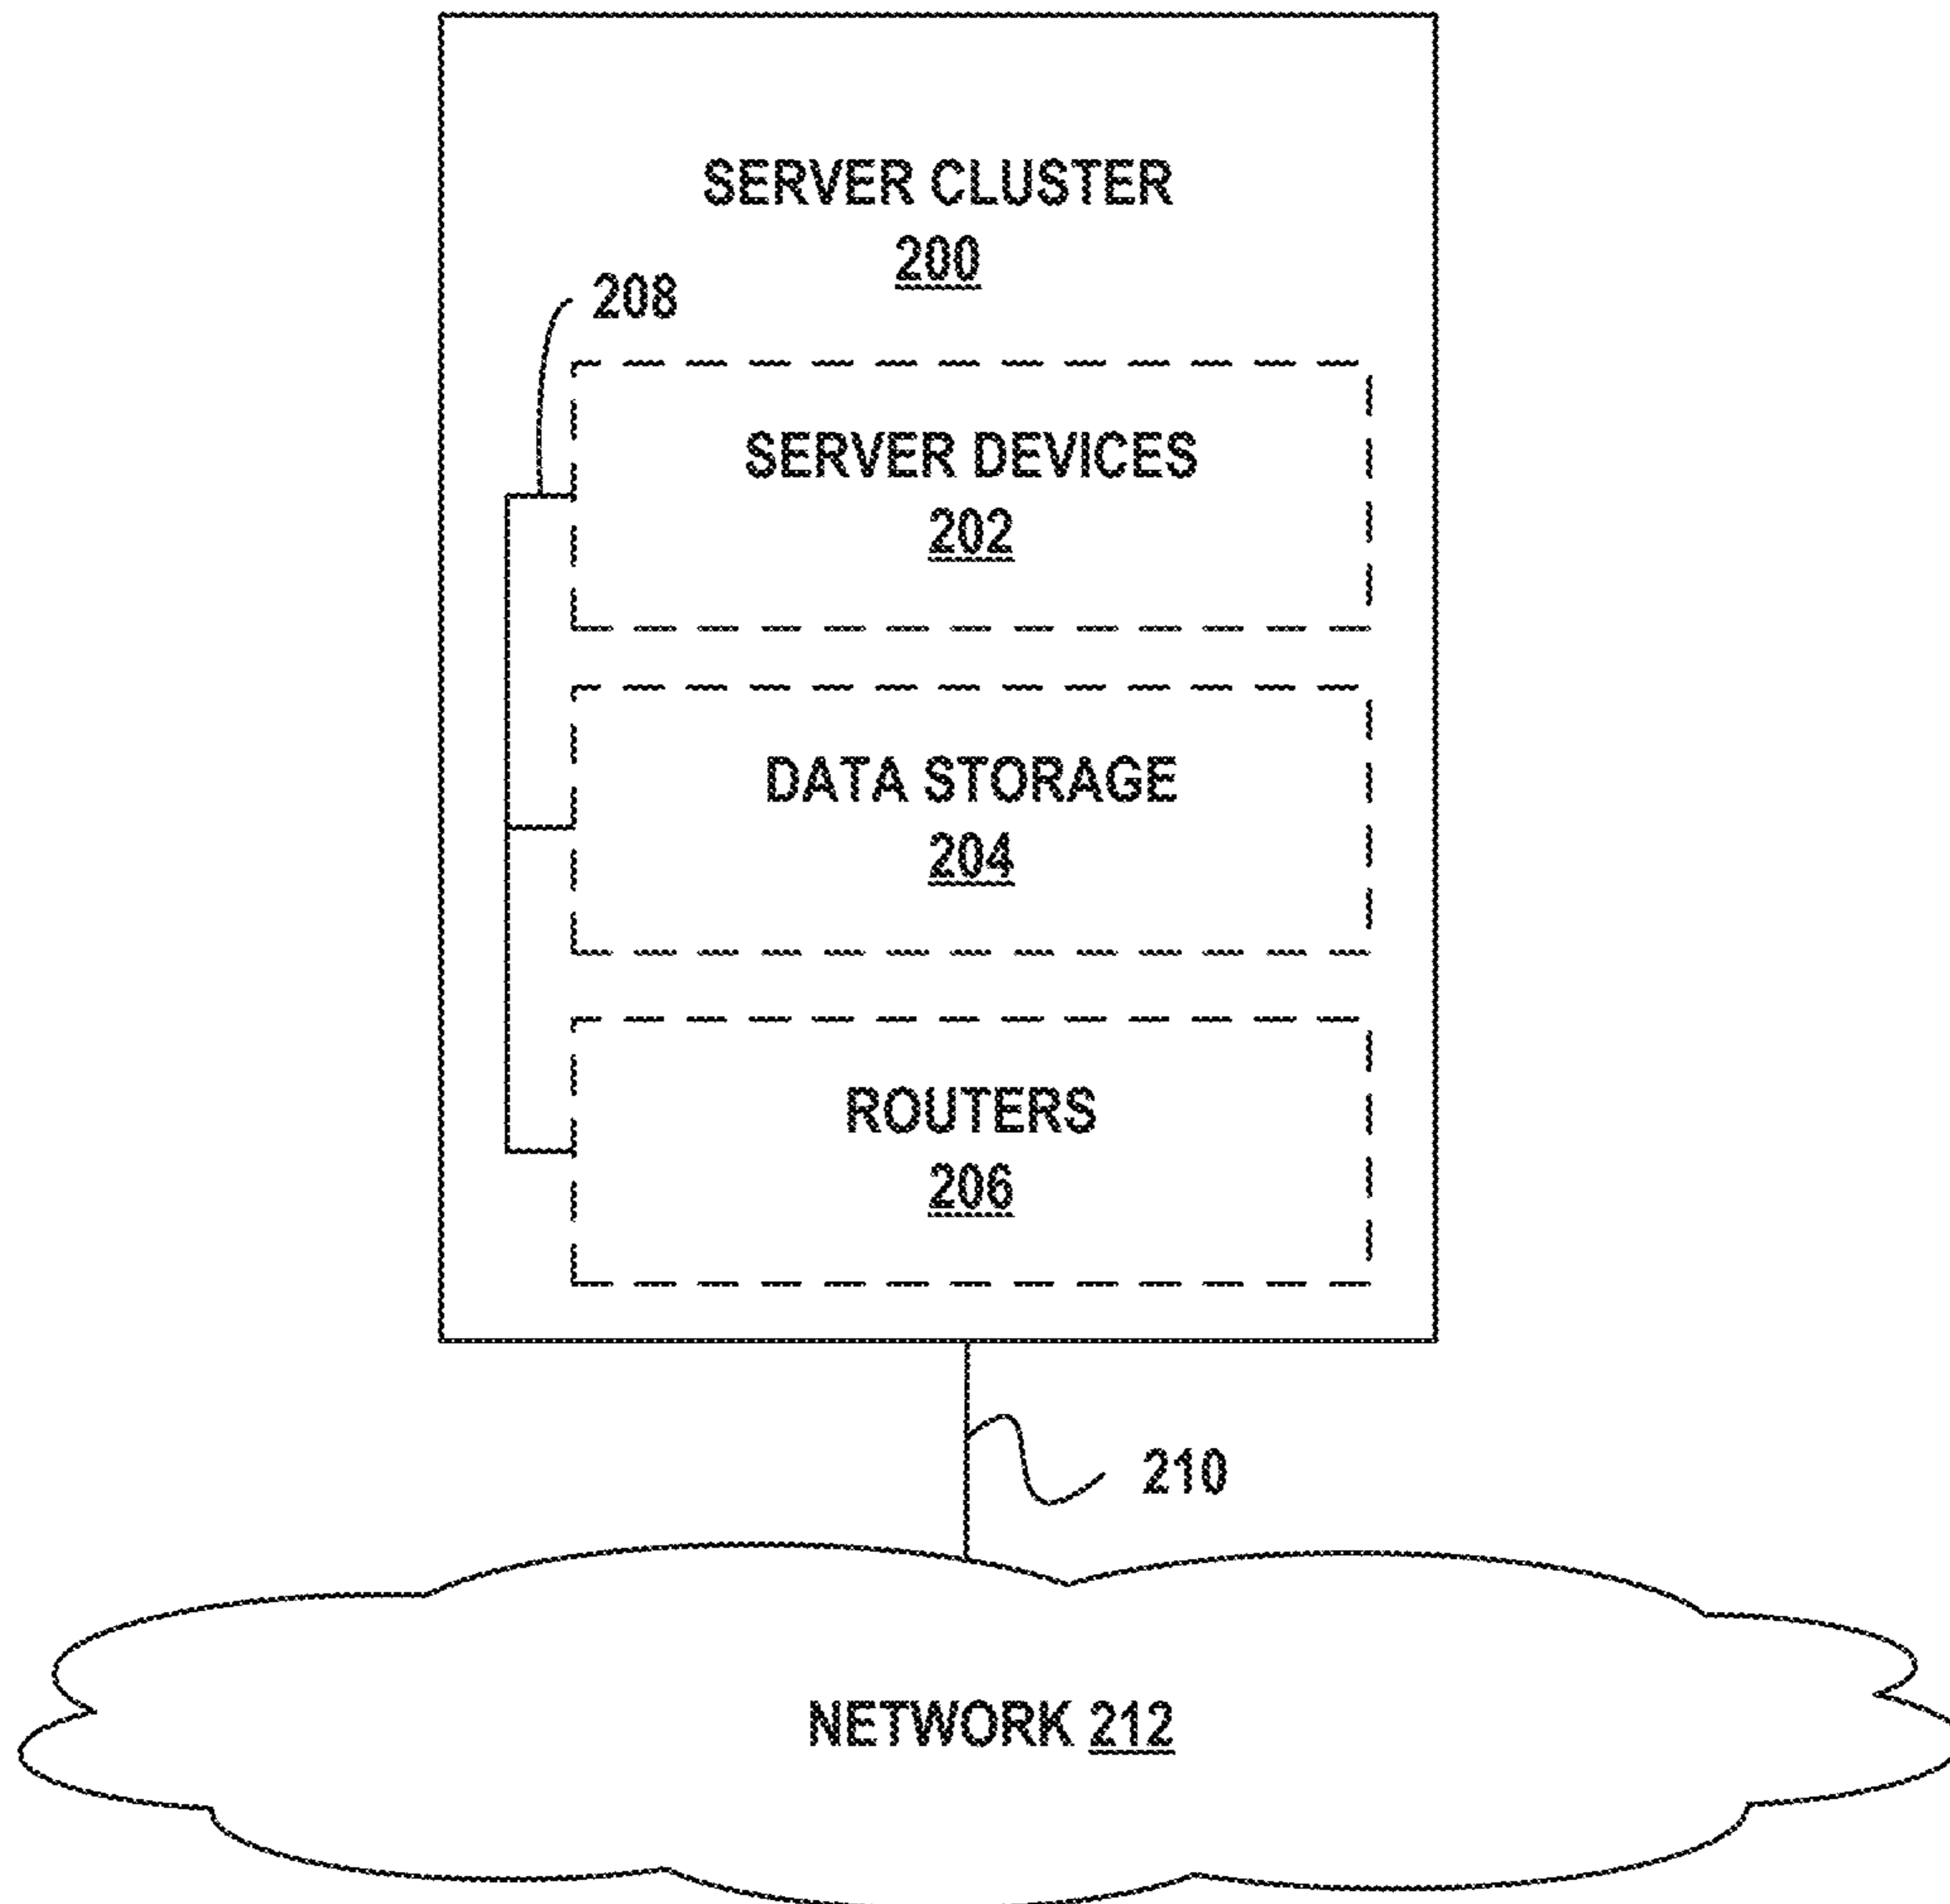 SERVER CLUSTER
200
208
SERVER DEVICES
202
DATA STORAGE
204
ROUTERS
206
210
NETWORK 212